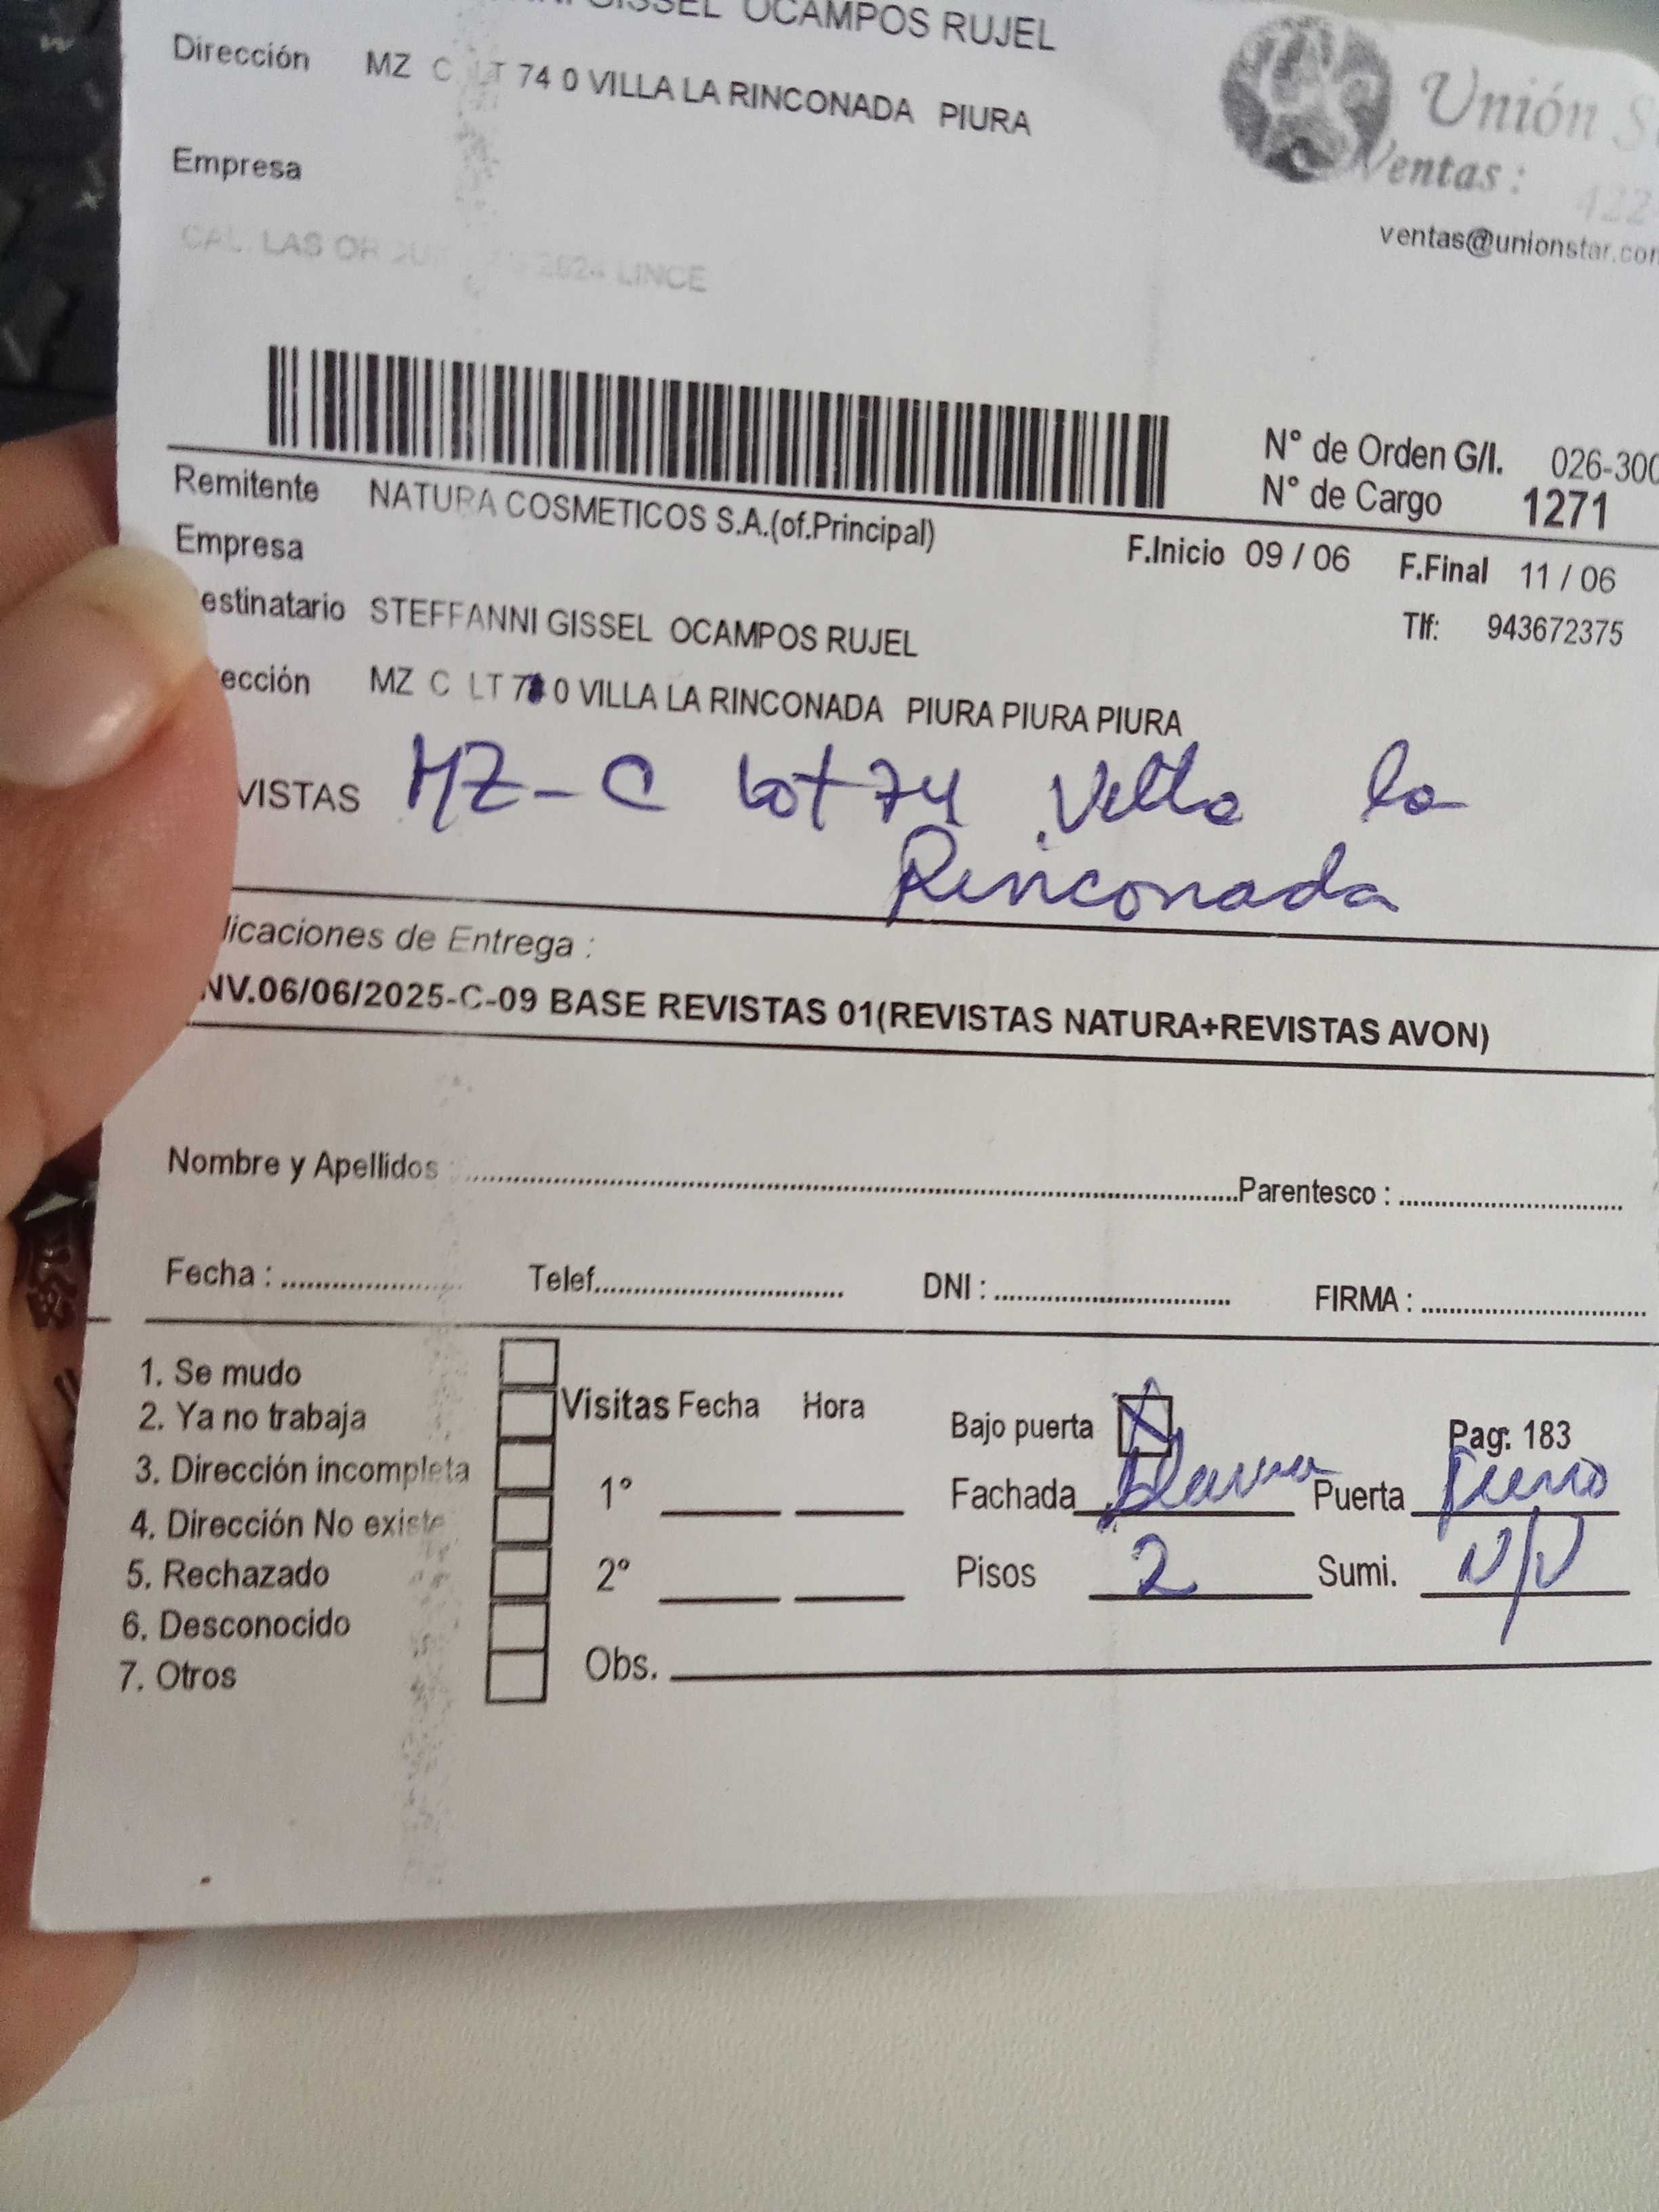 GISSEL OCAMPOS RUJEL
Dirección MZ C LT 74 0 VILLA LA RINCONADA PIURA
Unión S
Ventas : 422
Empresa
ventas@unionstar.com
CAL. LAS 2624 LINCE
N° de Orden G/I. 026-300
N° de Cargo 1271
Remitente NATURA COSMETICOS S.A.(of.Principal)
Empresa
F.Inicio 09 / 06 F.Final 11 / 06
estinatario STEFFANNI GISSEL OCAMPOS RUJEL
Tlf: 943672375
ección MZ C LT 7 0 VILLA LA RINCONADA PIURA PIURA PIURA
VISTAS MZ-C Lot 74 Villa la
Rinconada
licaciones de Entrega :
NV.06/06/2025-C-09 BASE REVISTAS 01(REVISTAS NATURA+REVISTAS AVON)
Nombre y Apellidos : Parentesco :
Fecha : Telef. DNI : FIRMA :
1. Se mudo
2. Ya no trabaja
3. Dirección incompleta
4. Dirección No existe
5. Rechazado
6. Desconocido
7. Otros
Visitas Fecha Hora
1°
2°
Obs.
Bajo puerta X Pag: 183
Fachada Puerta Fierro
Pisos 2 Sumi. N/V